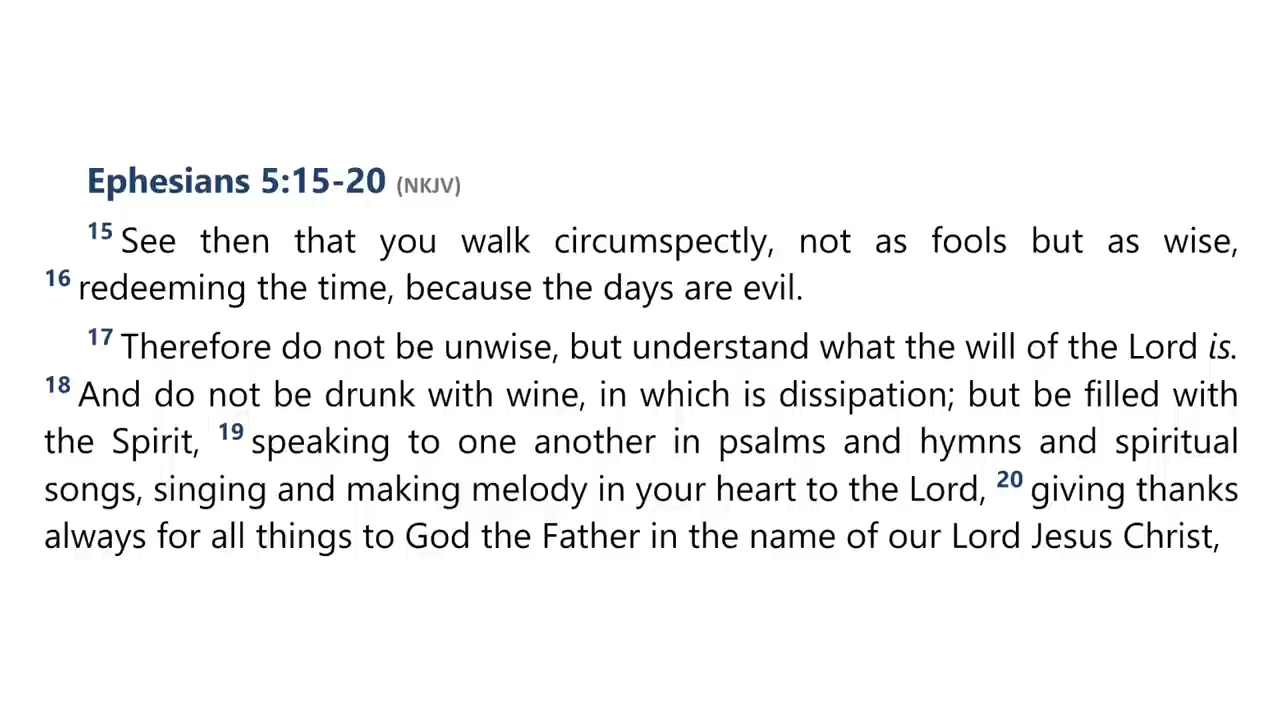 Ephesians 5:15-20 (NKJV)
15 See then that you walk circumspectly, not as fools but as wise,
16 redeeming the time, because the days are evil.
17 Therefore do not be unwise, but understand what the will of the Lord is.
18 And do not be drunk with wine, in which is dissipation; but be filled with
the Spirit, 19 speaking to one another in psalms and hymns and spiritual
songs, singing and making melody in your heart to the Lord, 20 giving thanks
always for all things to God the Father in the name of our Lord Jesus Christ,